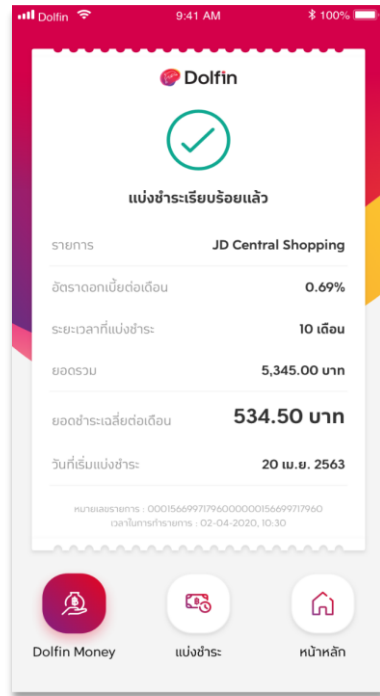 Dolfin 9:41 AM 100%
Dolfin
แบ่งชำระเรียบร้อยแล้ว
รายการ JD Central Shopping
อัตราดอกเบี้ยต่อเดือน 0.69%
ระยะเวลาที่แบ่งชำระ 10 เดือน
ยอดรวม 5,345.00 บาท
ยอดชำระเฉลี่ยต่อเดือน 534.50 บาท
วันที่เริ่มแบ่งชำระ 20 เม.ย. 2563
หมายเลขรายการ : 00015669971796000000156699717960
เวลาในการทำรายการ : 02-04-2020, 10:30
Dolfin Money แบ่งชำระ หน้าหลัก